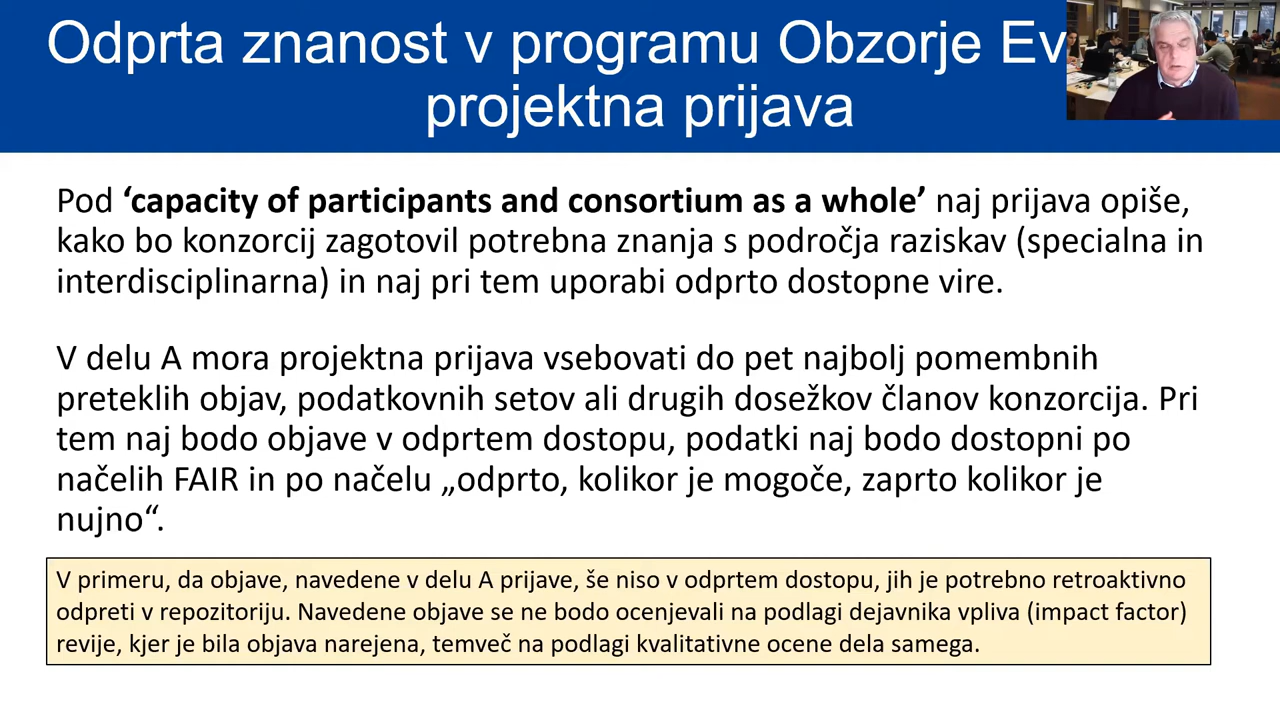 Odprta znanost v programu Obzorje Ev
projektna prijava
Pod ‘capacity of participants and consortium as a whole’ naj prijava opiše,
kako bo konzorcij zagotovil potrebna znanja s področja raziskav (specialna in
interdisciplinarna) in naj pri tem uporabi odprto dostopne vire.
V delu A mora projektna prijava vsebovati do pet najbolj pomembnih
preteklih objav, podatkovnih setov ali drugih dosežkov članov konzorcija. Pri
tem naj bodo objave v odprtem dostopu, podatki naj bodo dostopni po
načelih FAIR in po načelu „odprto, kolikor je mogoče, zaprto kolikor je
nujno“.
V primeru, da objave, navedene v delu A prijave, še niso v odprtem dostopu, jih je potrebno retroaktivno
odpreti v repozitoriju. Navedene objave se ne bodo ocenjevali na podlagi dejavnika vpliva (impact factor)
revije, kjer je bila objava narejena, temveč na podlagi kvalitativne ocene dela samega.